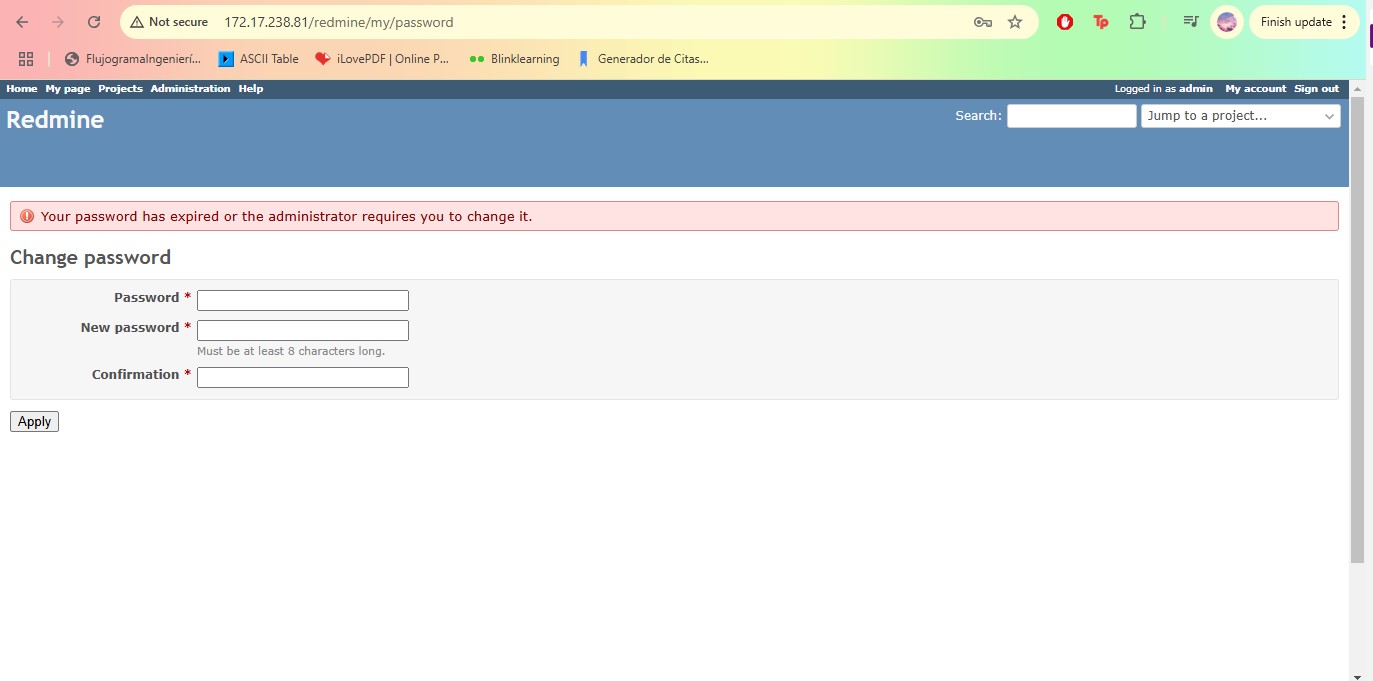 Not secure 172.17.238.81/redmine/my/password Finish update
FlujogramaIngenierí... ASCII Table iLovePDF | Online P... Blinklearning Generador de Citas...
Home My page Projects Administration Help Logged in as admin My account Sign out
Redmine Search: Jump to a project...
Your password has expired or the administrator requires you to change it.
Change password
Password *
New password *
Must be at least 8 characters long.
Confirmation *
Apply